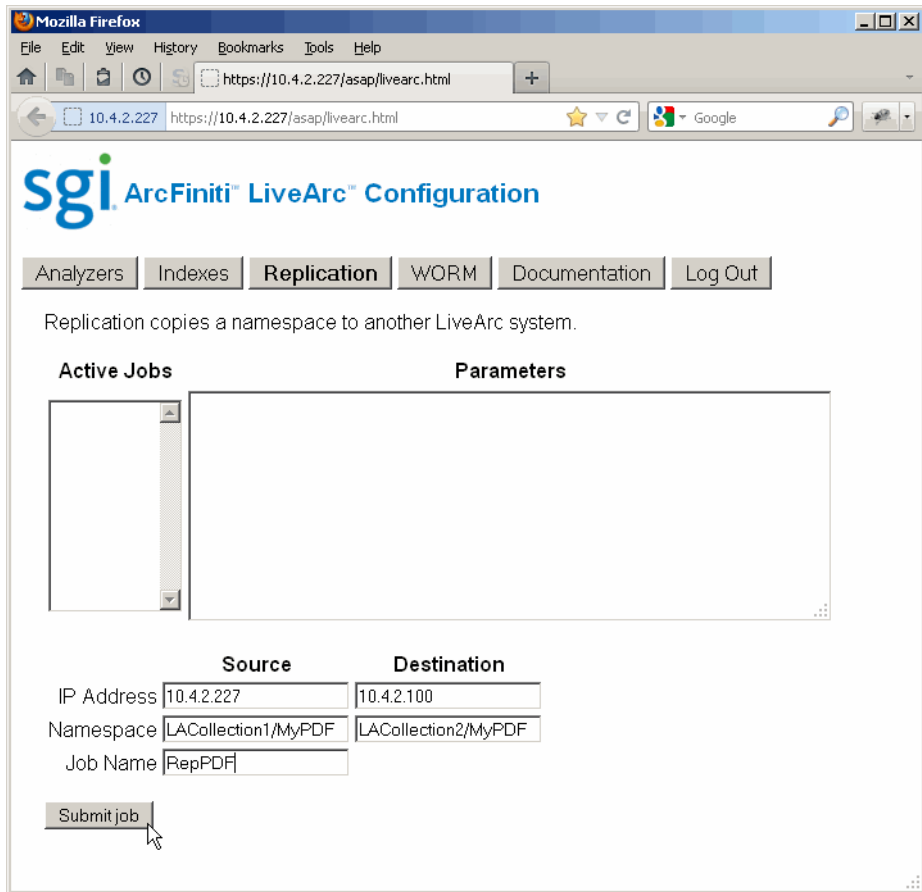 Mozilla Firefox
File Edit View History Bookmarks Tools Help
https://10.4.2.227/asap/livearc.html
10.4.2.227 https://10.4.2.227/asap/livearc.html Google
sgi ArcFiniti™ LiveArc™ Configuration
Analyzers Indexes Replication WORM Documentation Log Out
Replication copies a namespace to another LiveArc system.
Active Jobs Parameters
Source Destination
IP Address 10.4.2.227 10.4.2.100
Namespace LACollection1/MyPDF LACollection2/MyPDF
Job Name RepPDF
Submit job